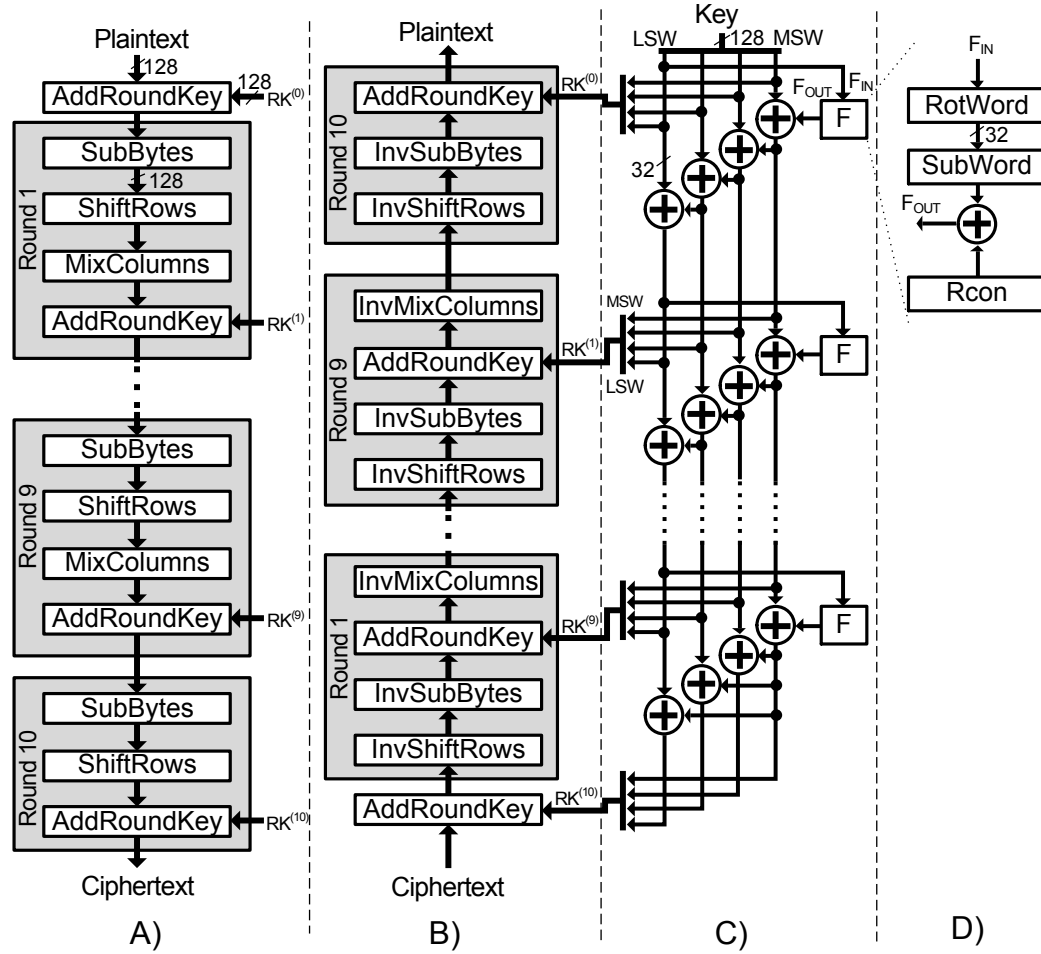 Plaintext
128
AddRoundKey
128
RK(0)
Round 1
SubBytes
128
ShiftRows
MixColumns
AddRoundKey
RK(1)
Round 9
SubBytes
ShiftRows
MixColumns
AddRoundKey
RK(9)
Round 10
SubBytes
ShiftRows
AddRoundKey
RK(10)
Ciphertext
A)
Plaintext
Round 10
AddRoundKey
RK(0)
InvSubBytes
InvShiftRows
Round 9
InvMixColumns
AddRoundKey
RK(1)
InvSubBytes
InvShiftRows
Round 1
InvMixColumns
AddRoundKey
RK(9)
InvSubBytes
InvShiftRows
AddRoundKey
RK(10)
Ciphertext
B)
Key
LSW
128
MSW
FOUT
FIN
F
32
MSW
F
LSW
F
C)
FIN
RotWord
32
SubWord
FOUT
Rcon
D)